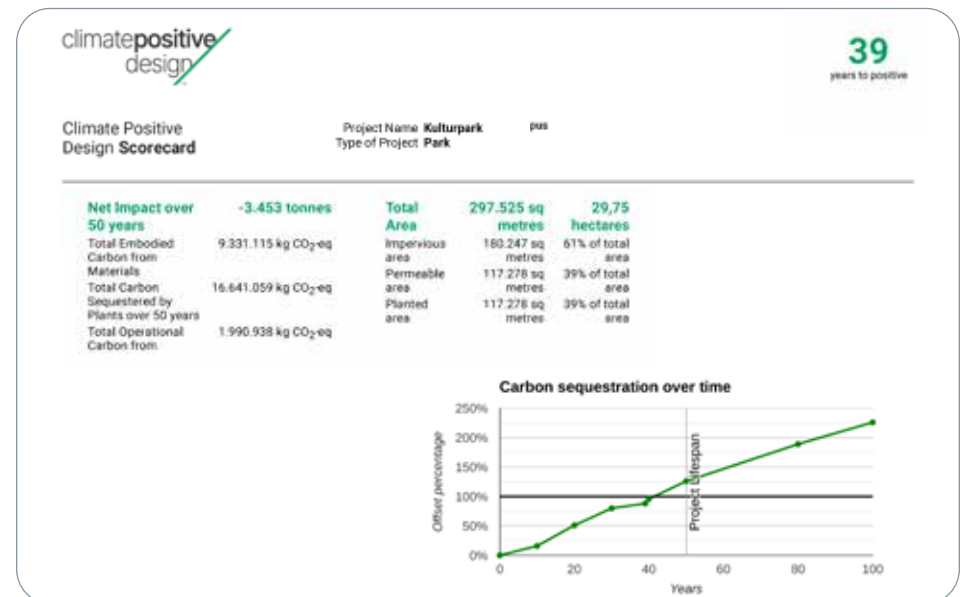 climatepositive
design
39
years to positive
Climate Positive
Design Scorecard
Project Name Kulturpark pus
Type of Project Park
Net Impact over
50 years
-3.453 tonnes
Total Embodied
Carbon from
Materials
9.331.115 kg CO2-eq
Total Carbon
Sequestered by
Plants over 50 years
16.641.059 kg CO2-eq
Total Operational
Carbon from
1.990.938 kg CO2-eq
Total
Area
297.525 sq
metres
29,75
hectares
Impervious
area
180.247 sq
metres
61% of total
area
Permeable
area
117.278 sq
metres
39% of total
area
Planted
area
117.278 sq
metres
39% of total
area
Carbon sequestration over time
Offset percentage
250%
200%
150%
100%
50%
0%
Project Lifespan
0 20 40 60 80 100
Years